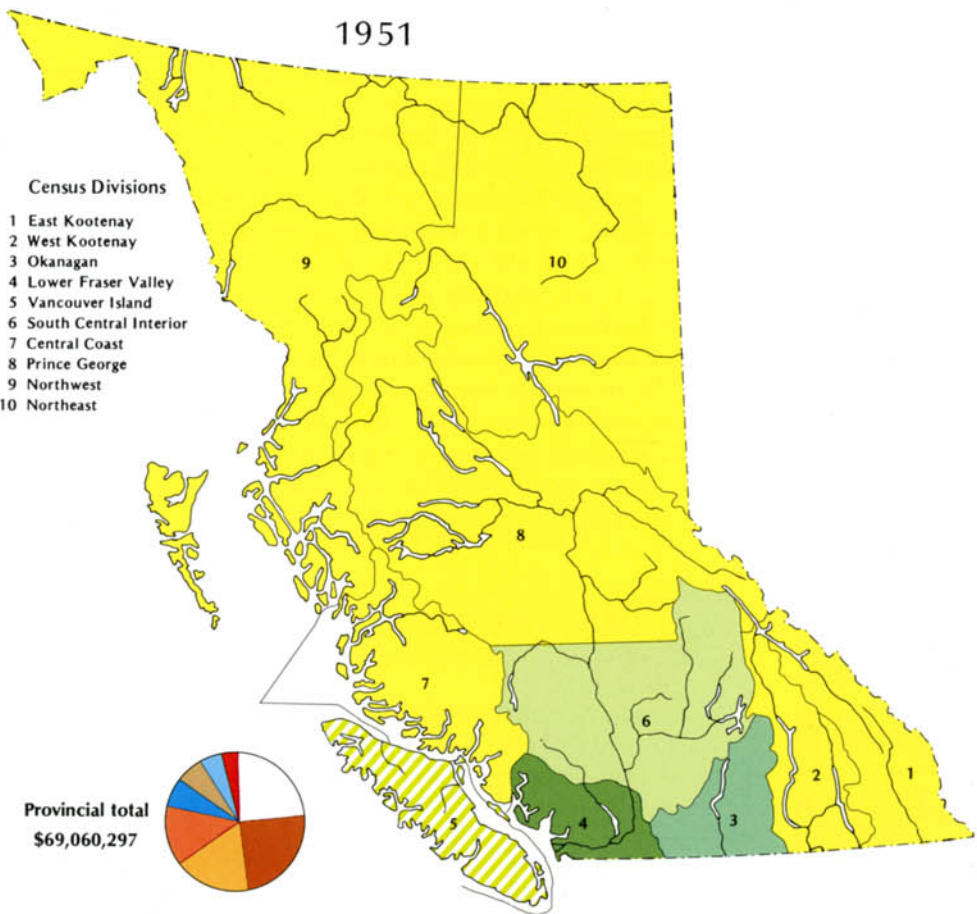 1951
Census Divisions
1 East Kootenay
2 West Kootenay
3 Okanagan
4 Lower Fraser Valley
5 Vancouver Island
6 South Central Interior
7 Central Coast
8 Prince George
9 Northwest
10 Northeast
9
10
8
7
6
5
4
3
2
1
Provincial total
$69,060,297